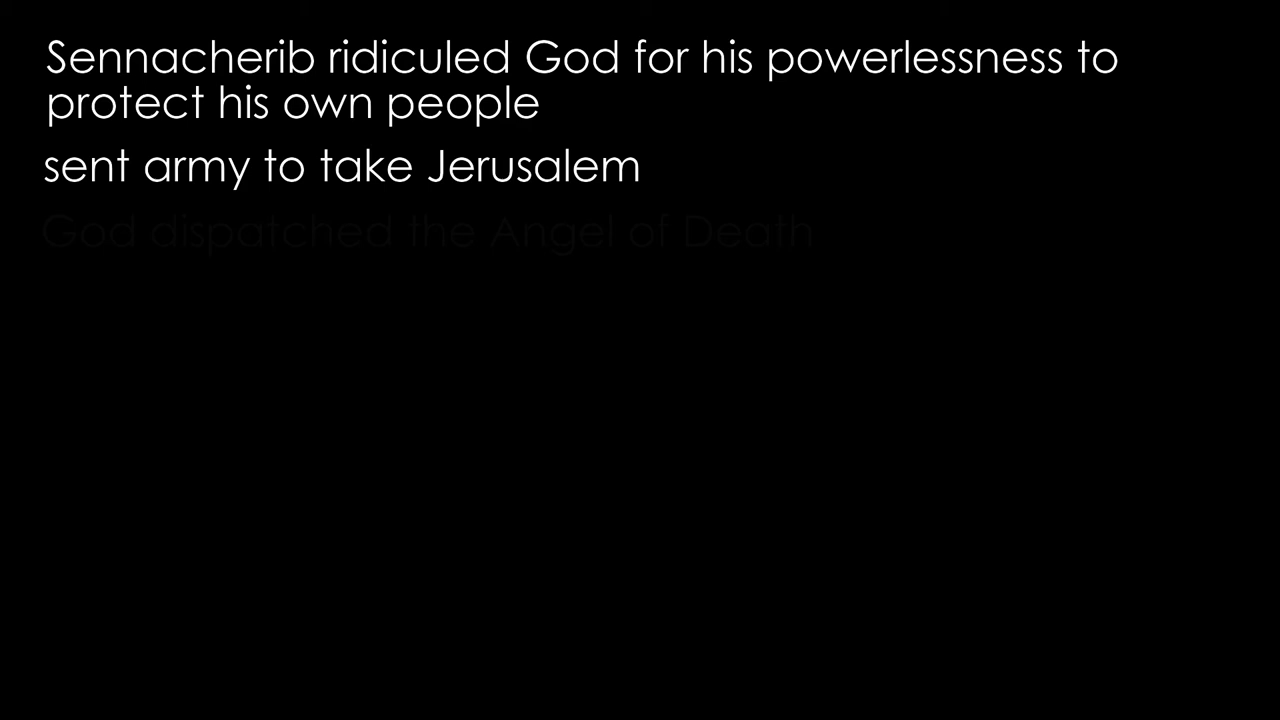 Sennacherib ridiculed God for his powerlessness to
protect his own people
sent army to take Jerusalem
God dispatched the Angel of Death